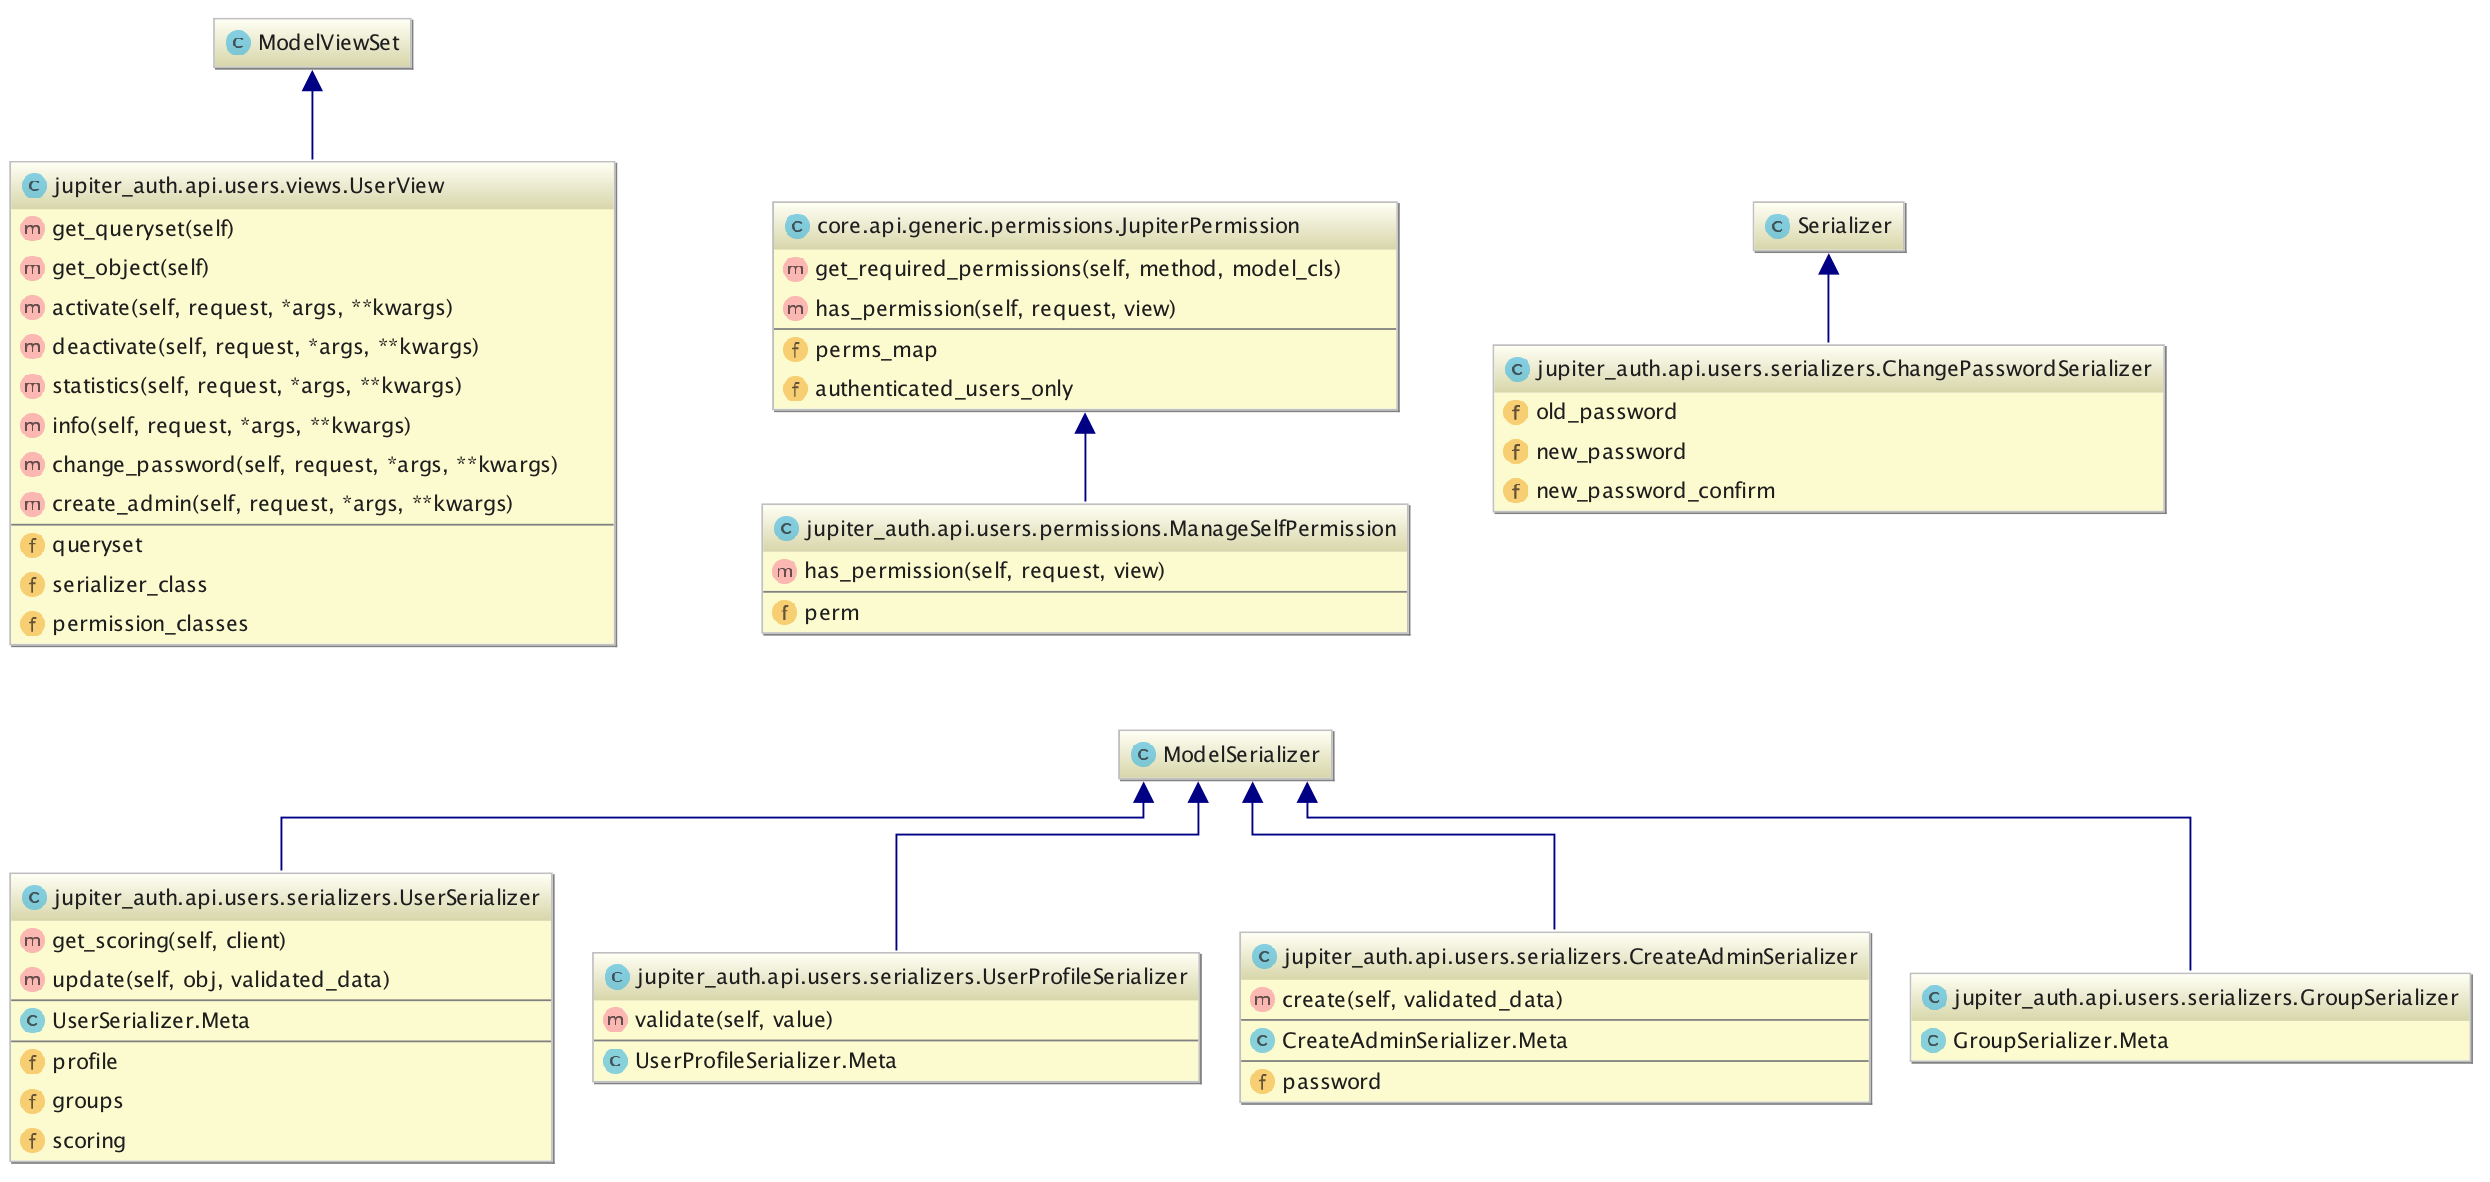 C ModelViewSet
C jupiter_auth.api.users.views.UserView
m get_queryset(self)
m get_object(self)
m activate(self, request, *args, **kwargs)
m deactivate(self, request, *args, **kwargs)
m statistics(self, request, *args, **kwargs)
m info(self, request, *args, **kwargs)
m change_password(self, request, *args, **kwargs)
m create_admin(self, request, *args, **kwargs)
f queryset
f serializer_class
f permission_classes
C core.api.generic.permissions.JupiterPermission
m get_required_permissions(self, method, model_cls)
m has_permission(self, request, view)
f perms_map
f authenticated_users_only
C jupiter_auth.api.users.permissions.ManageSelfPermission
m has_permission(self, request, view)
f perm
C Serializer
C jupiter_auth.api.users.serializers.ChangePasswordSerializer
f old_password
f new_password
f new_password_confirm
C ModelSerializer
C jupiter_auth.api.users.serializers.UserSerializer
m get_scoring(self, client)
m update(self, obj, validated_data)
C UserSerializer.Meta
f profile
f groups
f scoring
C jupiter_auth.api.users.serializers.UserProfileSerializer
m validate(self, value)
C UserProfileSerializer.Meta
C jupiter_auth.api.users.serializers.CreateAdminSerializer
m create(self, validated_data)
C CreateAdminSerializer.Meta
f password
C jupiter_auth.api.users.serializers.GroupSerializer
C GroupSerializer.Meta